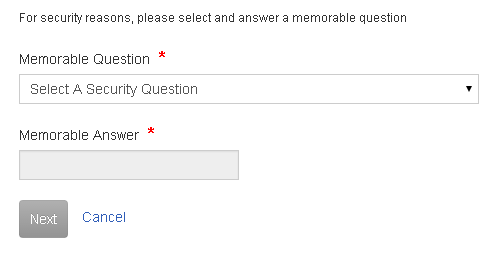 For security reasons, please select and answer a memorable question
Memorable Question *
Select A Security Question
Memorable Answer *
Next Cancel